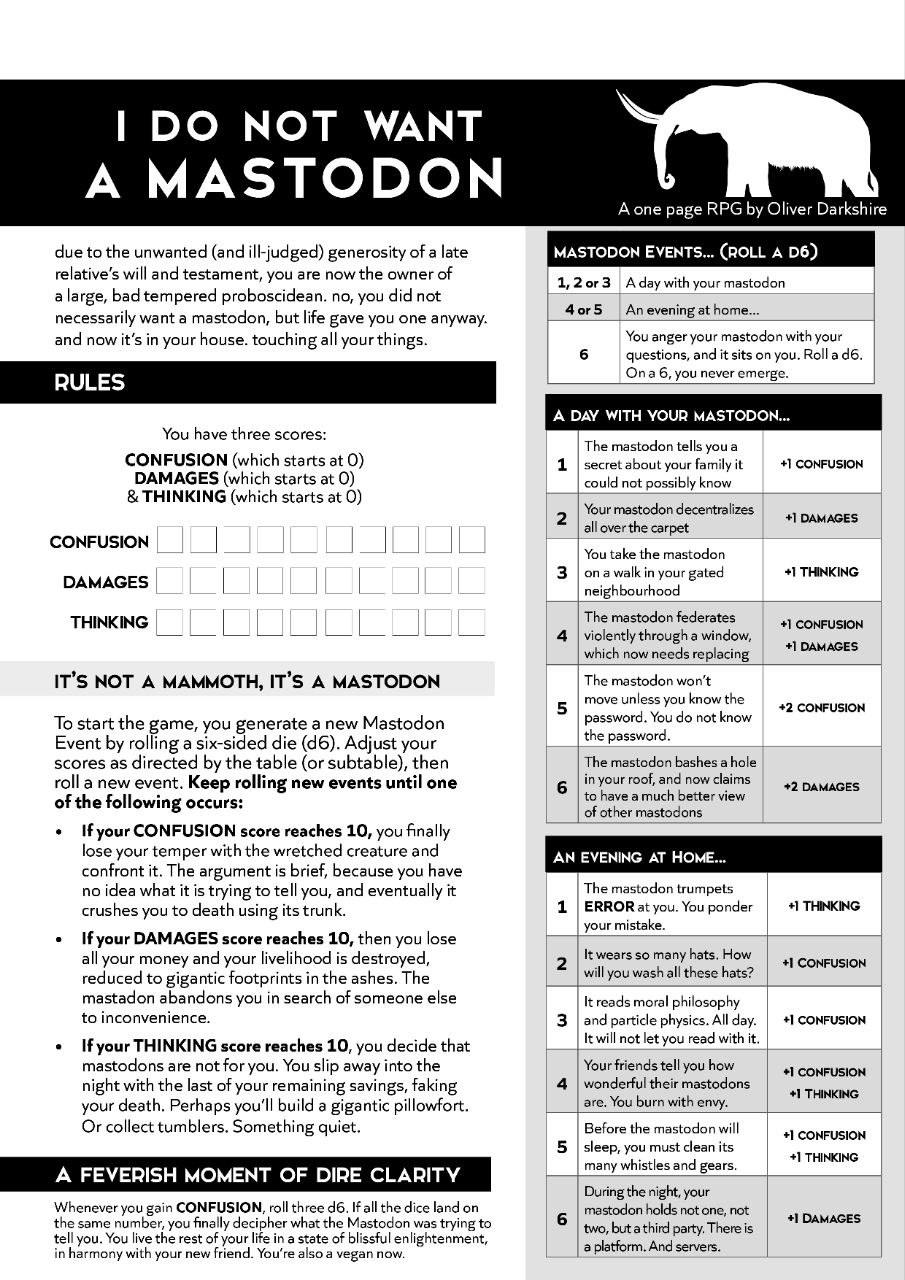 I DO NOT WANT
A MASTODON
A one page RPG by Oliver Darkshire
due to the unwanted (and ill-judged) generosity of a late
relative's will and testament, you are now the owner of
a large, bad tempered proboscidean. no, you did not
necessarily want a mastodon, but life gave you one anyway.
and now it's in your house. touching all your things.
RULES
You have three scores:
CONFUSION (which starts at 0)
DAMAGES (which starts at 0)
& THINKING (which starts at 0)
CONFUSION
DAMAGES
THINKING
IT'S NOT A MAMMOTH, IT'S A MASTODON
To start the game, you generate a new Mastodon
Event by rolling a six-sided die (d6). Adjust your
scores as directed by the table (or subtable), then
roll a new event. Keep rolling new events until one
of the following occurs:
• If your CONFUSION score reaches 10, you finally
lose your temper with the wretched creature and
confront it. The argument is brief, because you have
no idea what it is trying to tell you, and eventually it
crushes you to death using its trunk.
• If your DAMAGES score reaches 10, then you lose
all your money and your livelihood is destroyed,
reduced to gigantic footprints in the ashes. The
mastadon abandons you in search of someone else
to inconvenience.
• If your THINKING score reaches 10, you decide that
mastodons are not for you. You slip away into the
night with the last of your remaining savings, faking
your death. Perhaps you'll build a gigantic pillowfort.
Or collect tumblers. Something quiet.
A FEVERISH MOMENT OF DIRE CLARITY
Whenever you gain CONFUSION, roll three d6. If all the dice land on
the same number, you finally decipher what the Mastodon was trying to
tell you. You live the rest of your life in a state of blissful enlightenment,
in harmony with your new friend. You're also a vegan now.
MASTODON EVENTS... (ROLL A D6)
1, 2 or 3 A day with your mastodon
4 or 5 An evening at home...
You anger your mastodon with your
6 questions, and it sits on you. Roll a d6.
On a 6, you never emerge.
A DAY WITH YOUR MASTODON...
The mastodon tells you a
1 secret about your family it +1 CONFUSION
could not possibly know
2 Your mastodon decentralizes +1 DAMAGES
all over the carpet
You take the mastodon
3 on a walk in your gated +1 THINKING
neighbourhood
The mastodon federates +1 CONFUSION
4 violently through a window, +1 DAMAGES
which now needs replacing
The mastodon won't
5 move unless you know the +2 CONFUSION
password. You do not know
the password.
The mastodon bashes a hole
6 in your roof, and now claims +2 DAMAGES
to have a much better view
of other mastodons
AN EVENING AT HOME...
The mastodon trumpets
1 ERROR at you. You ponder +1 THINKING
your mistake.
2 It wears so many hats. How +1 CONFUSION
will you wash all these hats?
It reads moral philosophy
3 and particle physics. All day. +1 CONFUSION
It will not let you read with it.
Your friends tell you how +1 CONFUSION
4 wonderful their mastodons +1 THINKING
are. You burn with envy.
Before the mastodon will +1 CONFUSION
5 sleep, you must clean its +1 THINKING
many whistles and gears.
During the night, your
6 mastodon holds not one, not +1 DAMAGES
two, but a third party. There is
a platform. And servers.